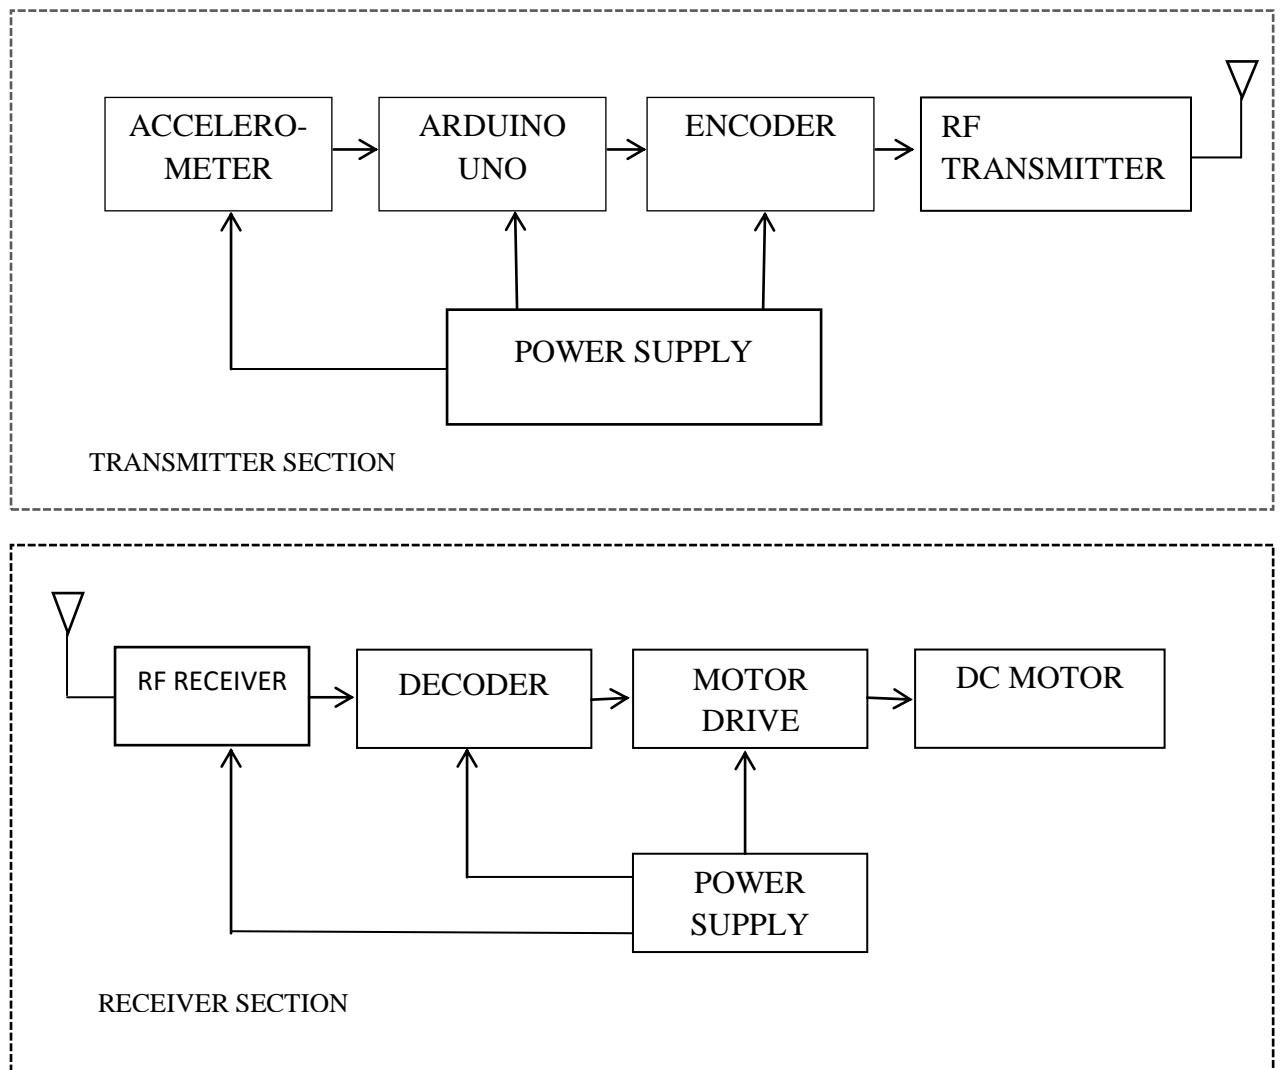 ACCELERO-
METER
ARDUINO
UNO
ENCODER
RF
TRANSMITTER
POWER SUPPLY
TRANSMITTER SECTION
RF RECEIVER
DECODER
MOTOR
DRIVE
DC MOTOR
POWER
SUPPLY
RECEIVER SECTION